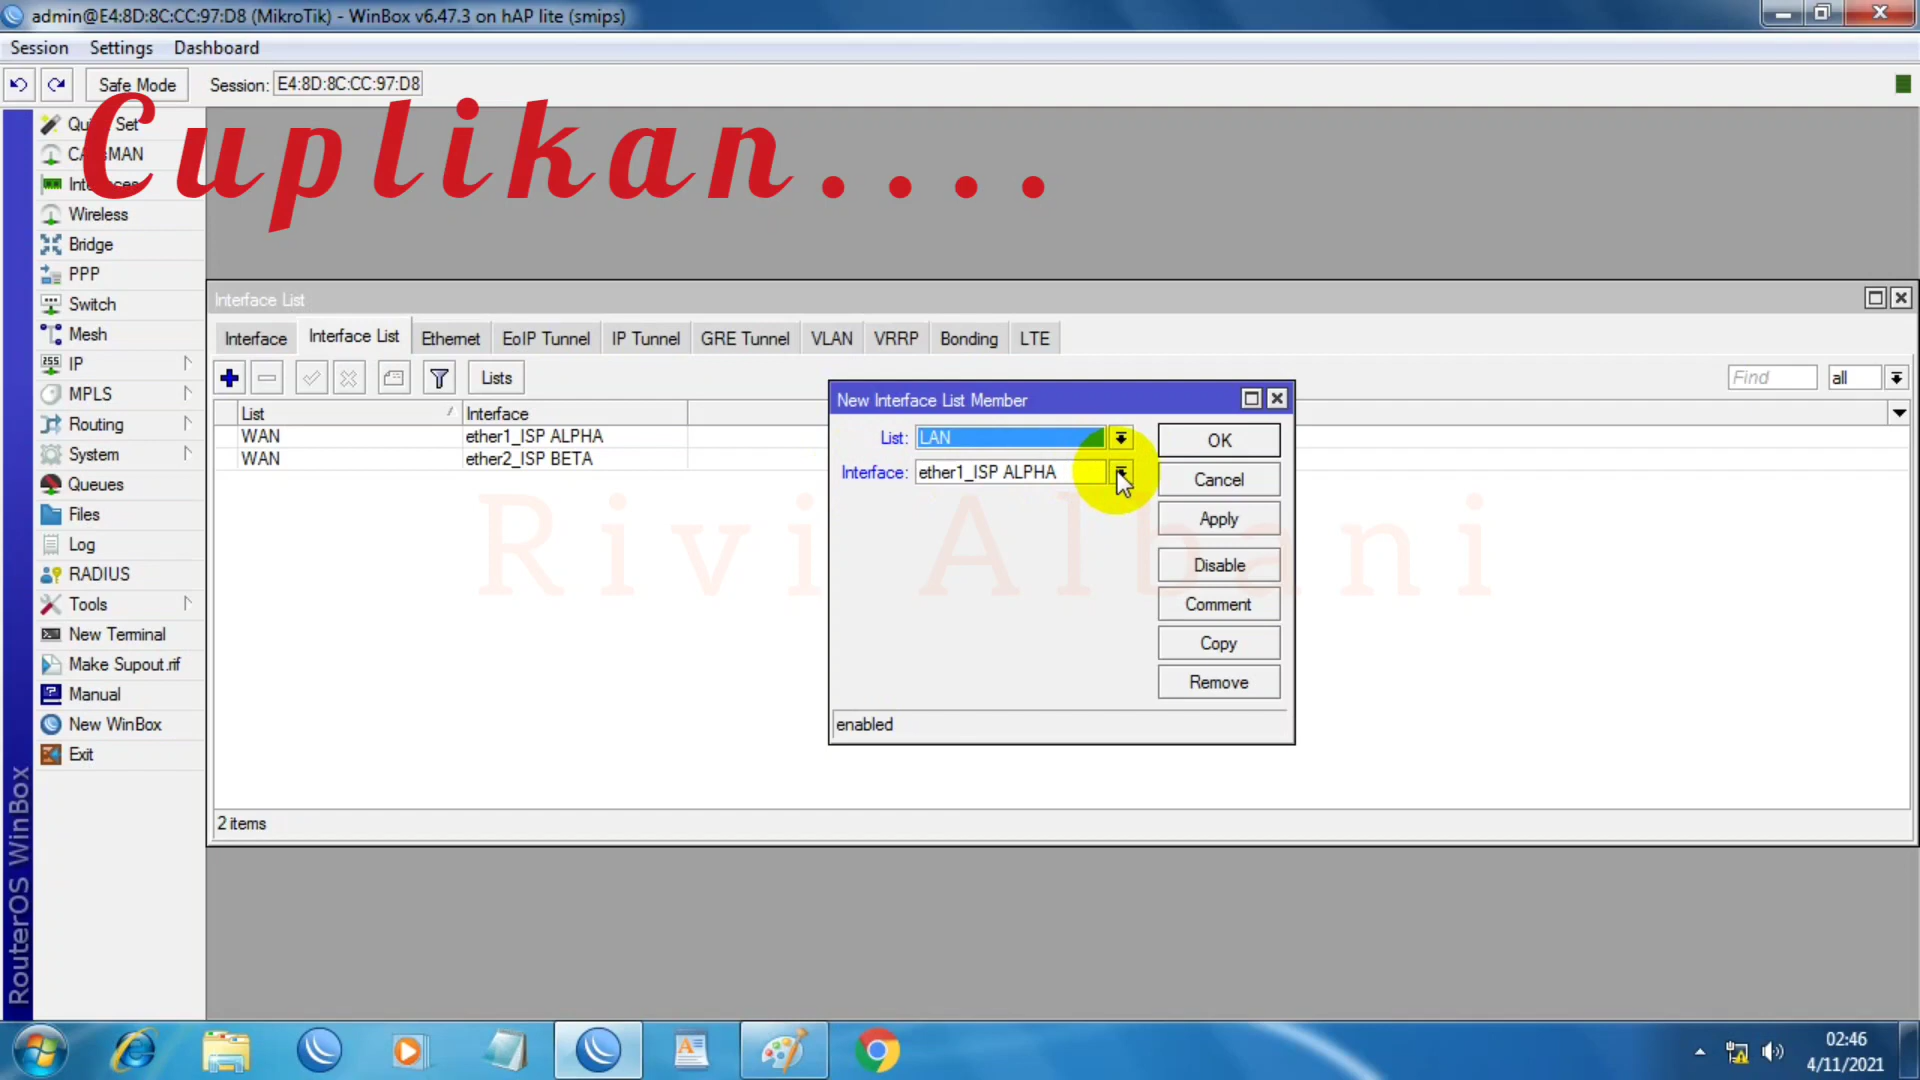 admin@E4:8D:8C:CC:97:D8 (MikroTik) - WinBox v6.47.3 on hAP lite (smips)
Session Settings Dashboard
Safe Mode Session: E4:8D:8C:CC:97:D8
Cuplikan....
Quick Set
CAPsMAN
Interfaces
Wireless
Bridge
PPP
Switch
Mesh
IP
MPLS
Routing
System
Queues
Files
Log
RADIUS
Tools
New Terminal
Make Supout.rif
Manual
New WinBox
Exit
RouterOS WinBox
Interface List
Interface Interface List Ethernet EoIP Tunnel IP Tunnel GRE Tunnel VLAN VRRP Bonding LTE
Lists Find all
List Interface
WAN ether1_ISP ALPHA
WAN ether2_ISP BETA
2 items
New Interface List Member
List: LAN
Interface: ether1_ISP ALPHA
OK
Cancel
Apply
Disable
Comment
Copy
Remove
enabled
Rivi Albani
02:46
4/11/2021